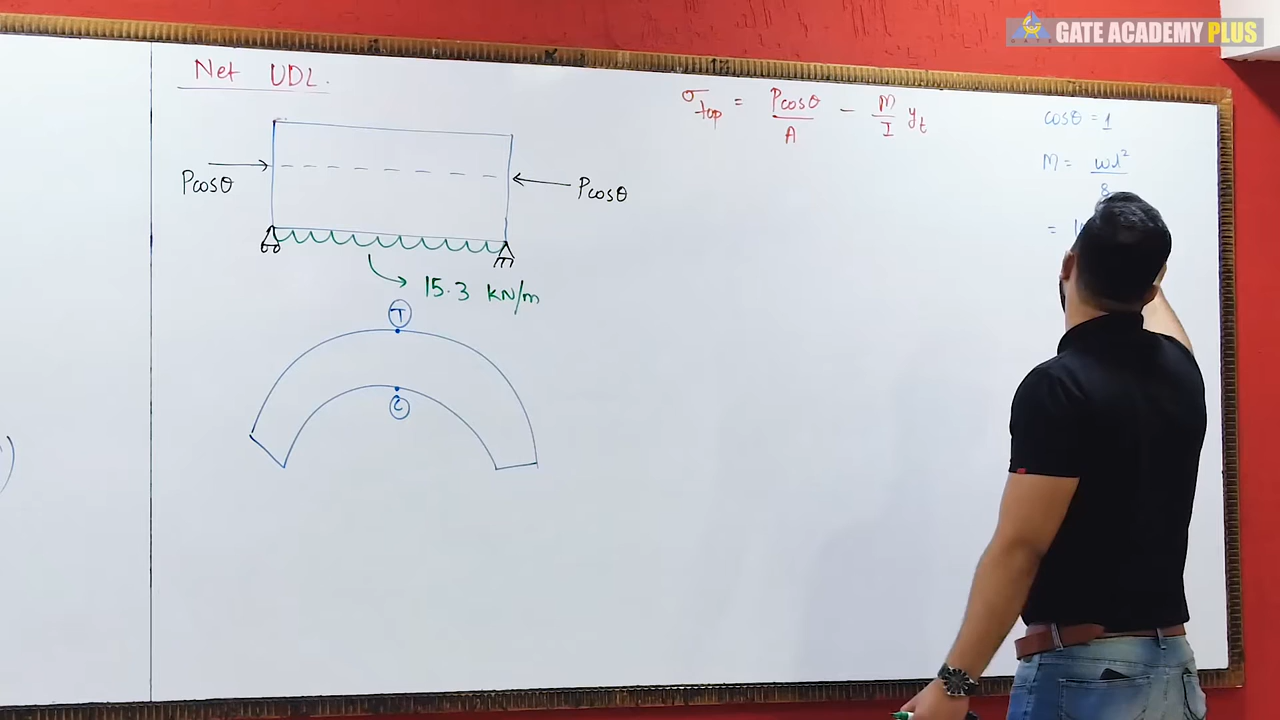 GATE ACADEMY PLUS
Net UDL.
Pcosθ
Pcosθ
15.3 kN/m
T
C
σtop = Pcosθ/A - M/I yt
cosθ = 1
M = wl²/8
=